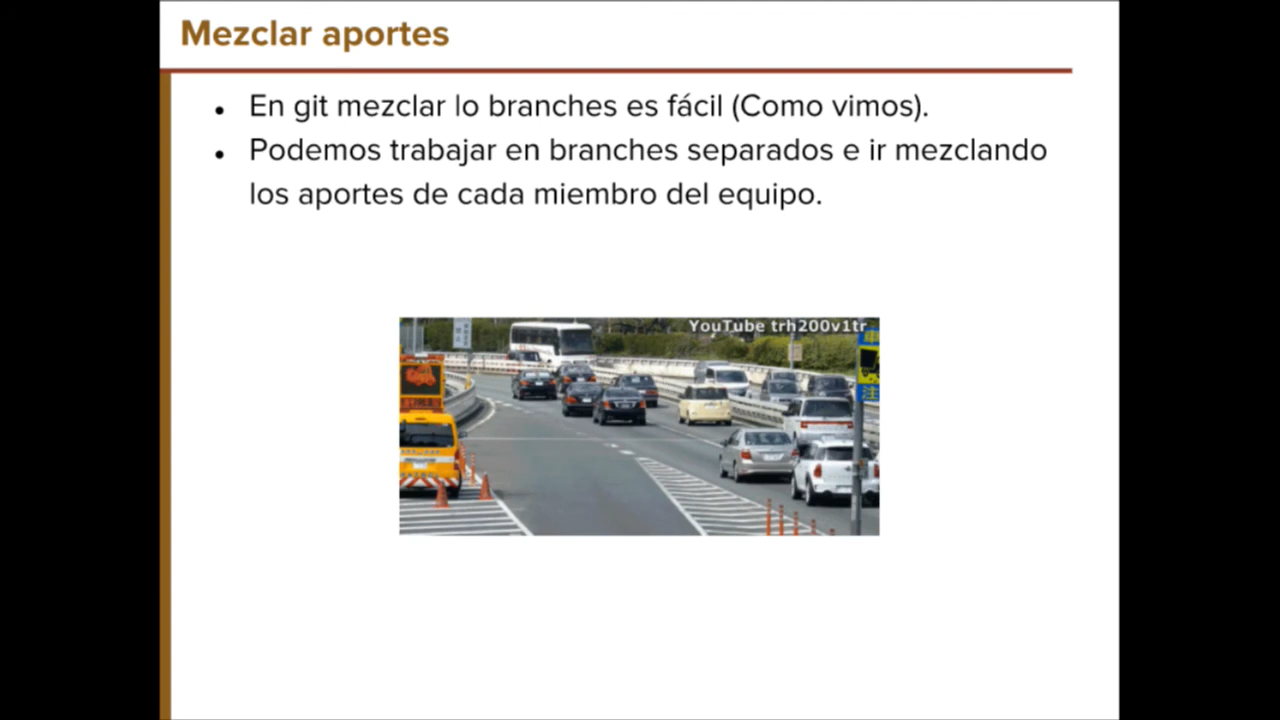 Mezclar aportes
En git mezclar lo branches es fácil (Como vimos).
Podemos trabajar en branches separados e ir mezclando
los aportes de cada miembro del equipo.
YouTube trh200v1tr